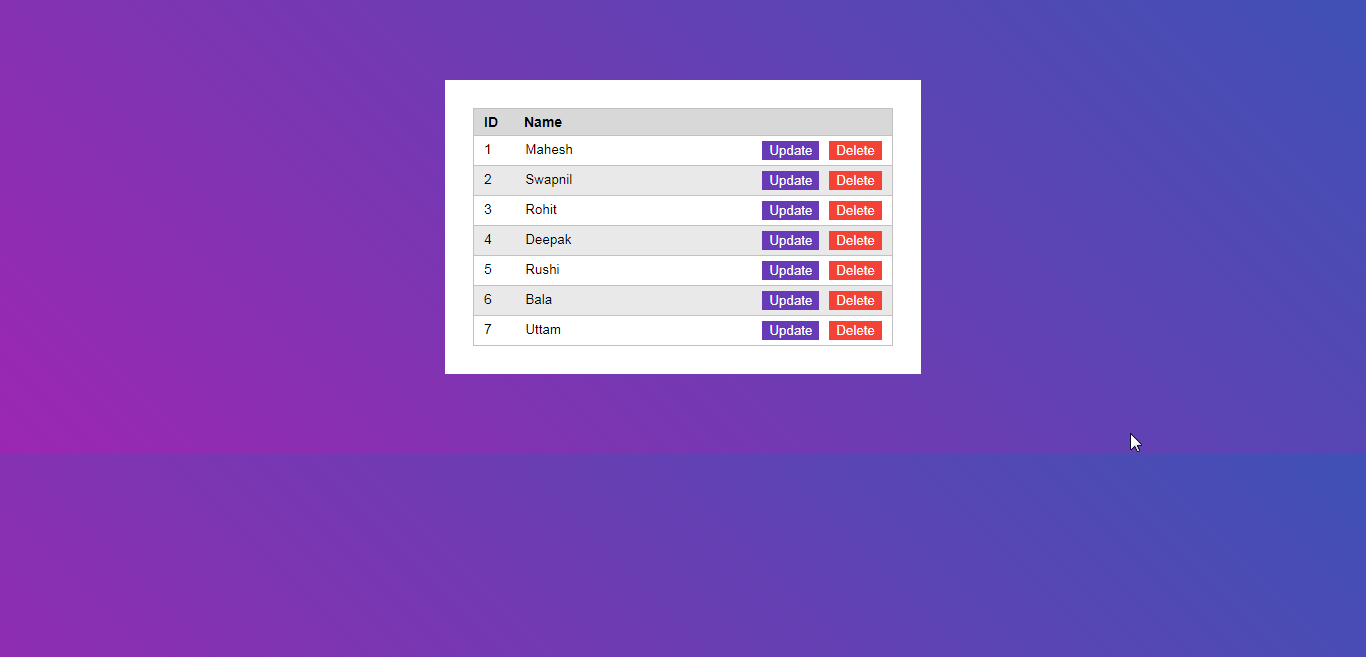 ID Name
1 Mahesh Update Delete
2 Swapnil Update Delete
3 Rohit Update Delete
4 Deepak Update Delete
5 Rushi Update Delete
6 Bala Update Delete
7 Uttam Update Delete